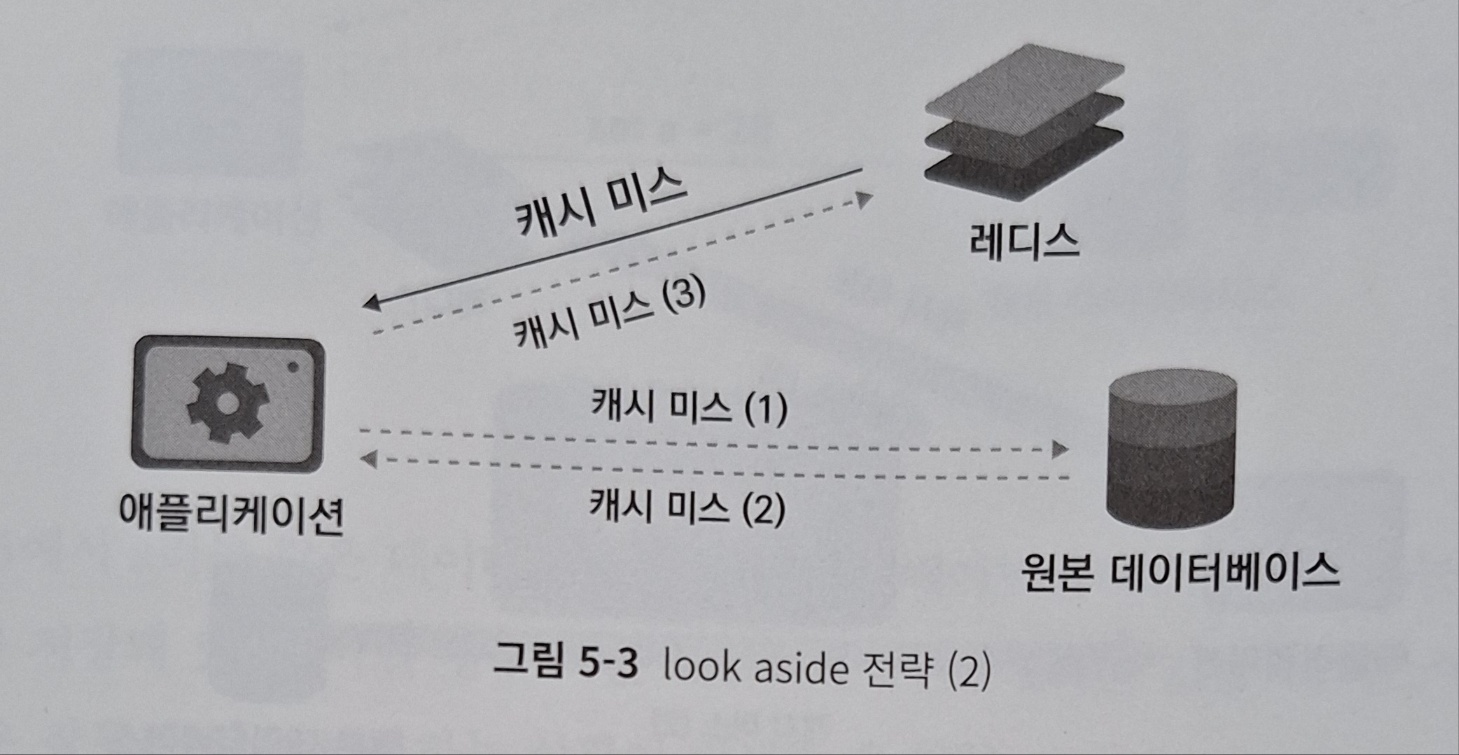 캐시 미스
레디스
캐시 미스 (3)
캐시 미스 (1)
캐시 미스 (2)
애플리케이션
원본 데이터베이스
그림 5-3 look aside 전략 (2)